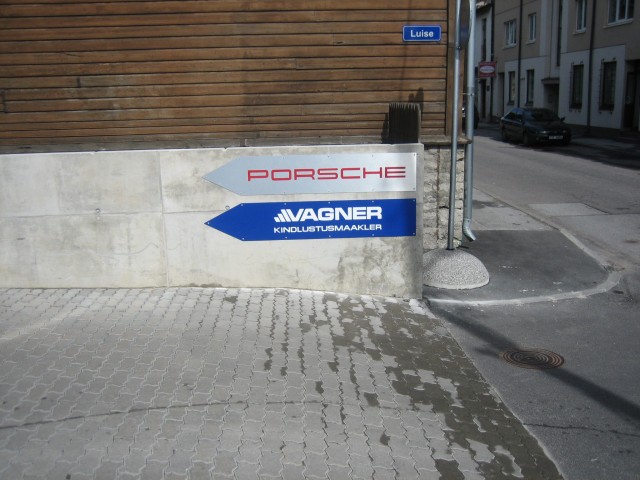 Luise
PORSCHE
VAGNER
KINDLUSTUSMAAKLER